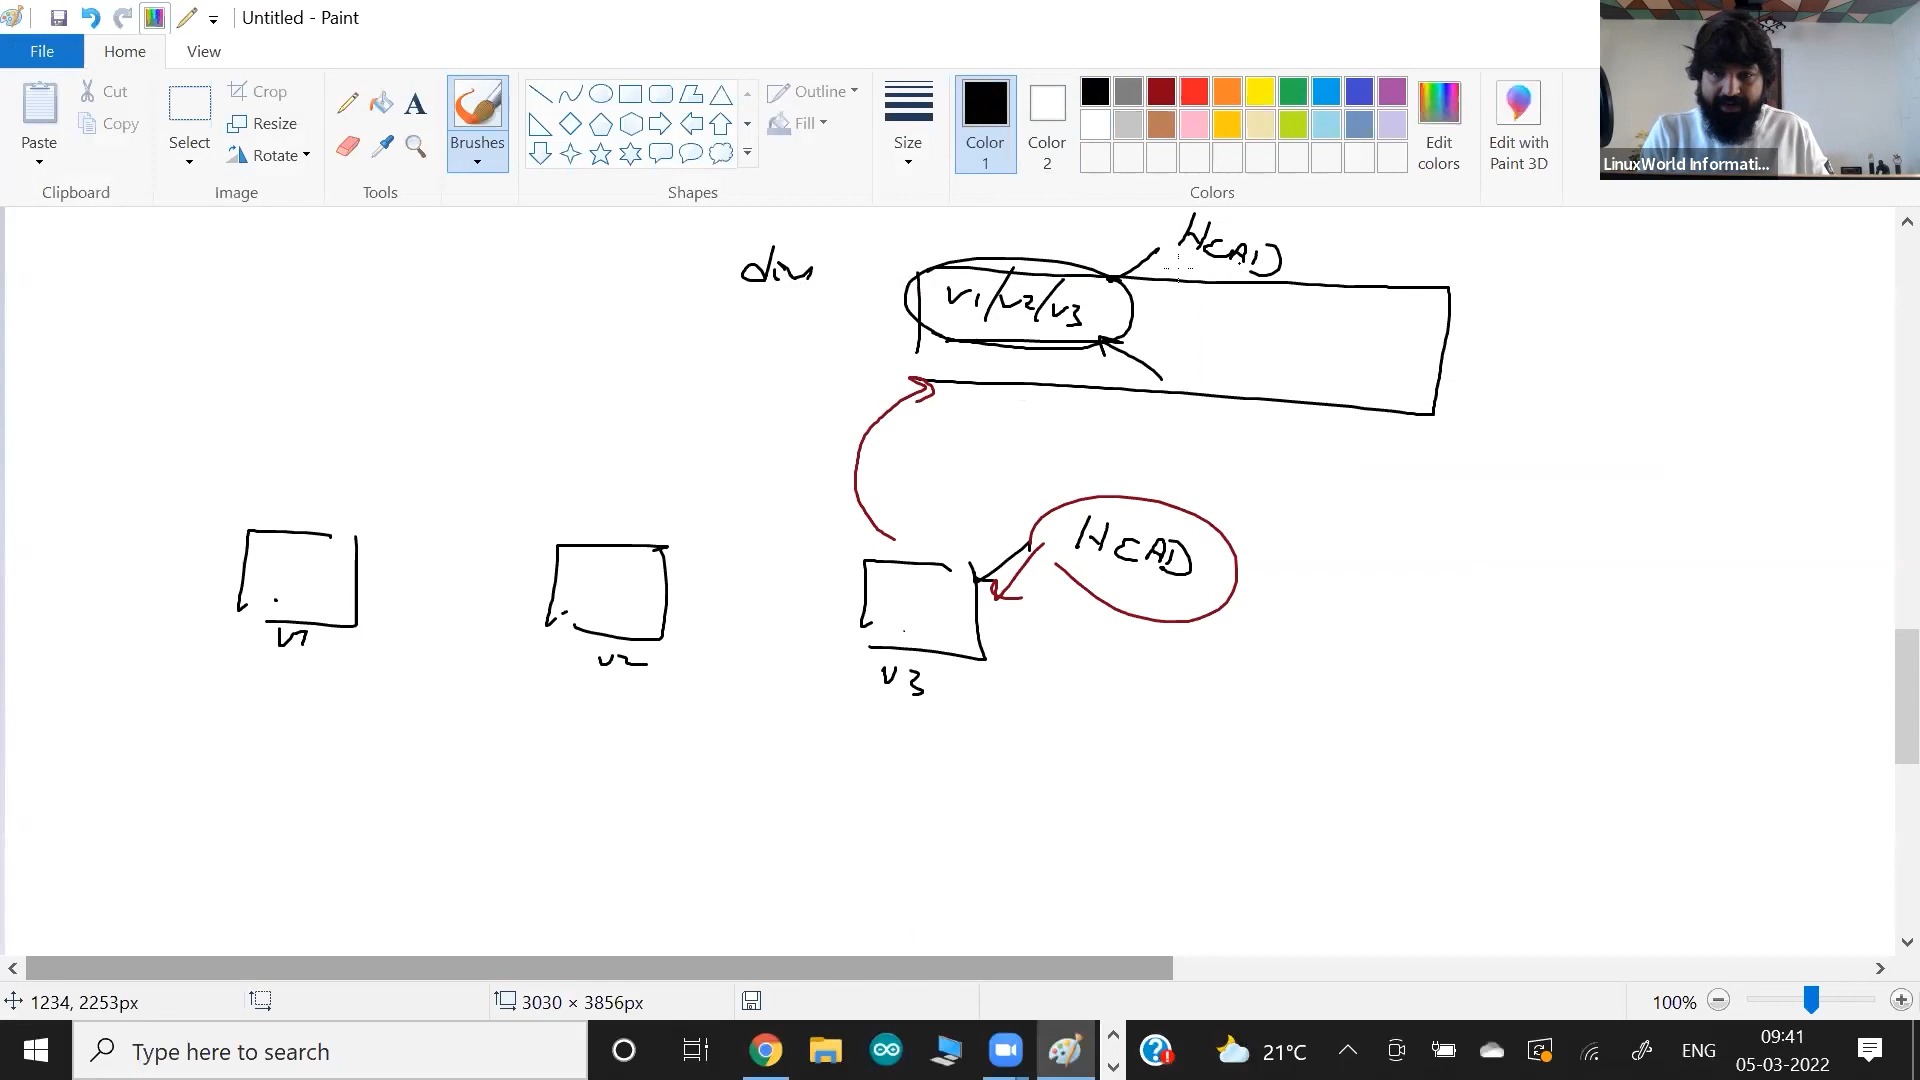 Untitled - Paint
File
Home
View
Paste
Cut
Copy
Clipboard
Select
Crop
Resize
Rotate
Image
Tools
Brushes
Shapes
Outline
Fill
Size
Color 1
Color 2
Edit colors
Edit with Paint 3D
Colors
LinuxWorld Informati...
HEAD
v1/v2/v3
HEAD
v1
v2
v3
1234, 2253px
3030 × 3856px
100%
Type here to search
21°C
ENG
09:41
05-03-2022